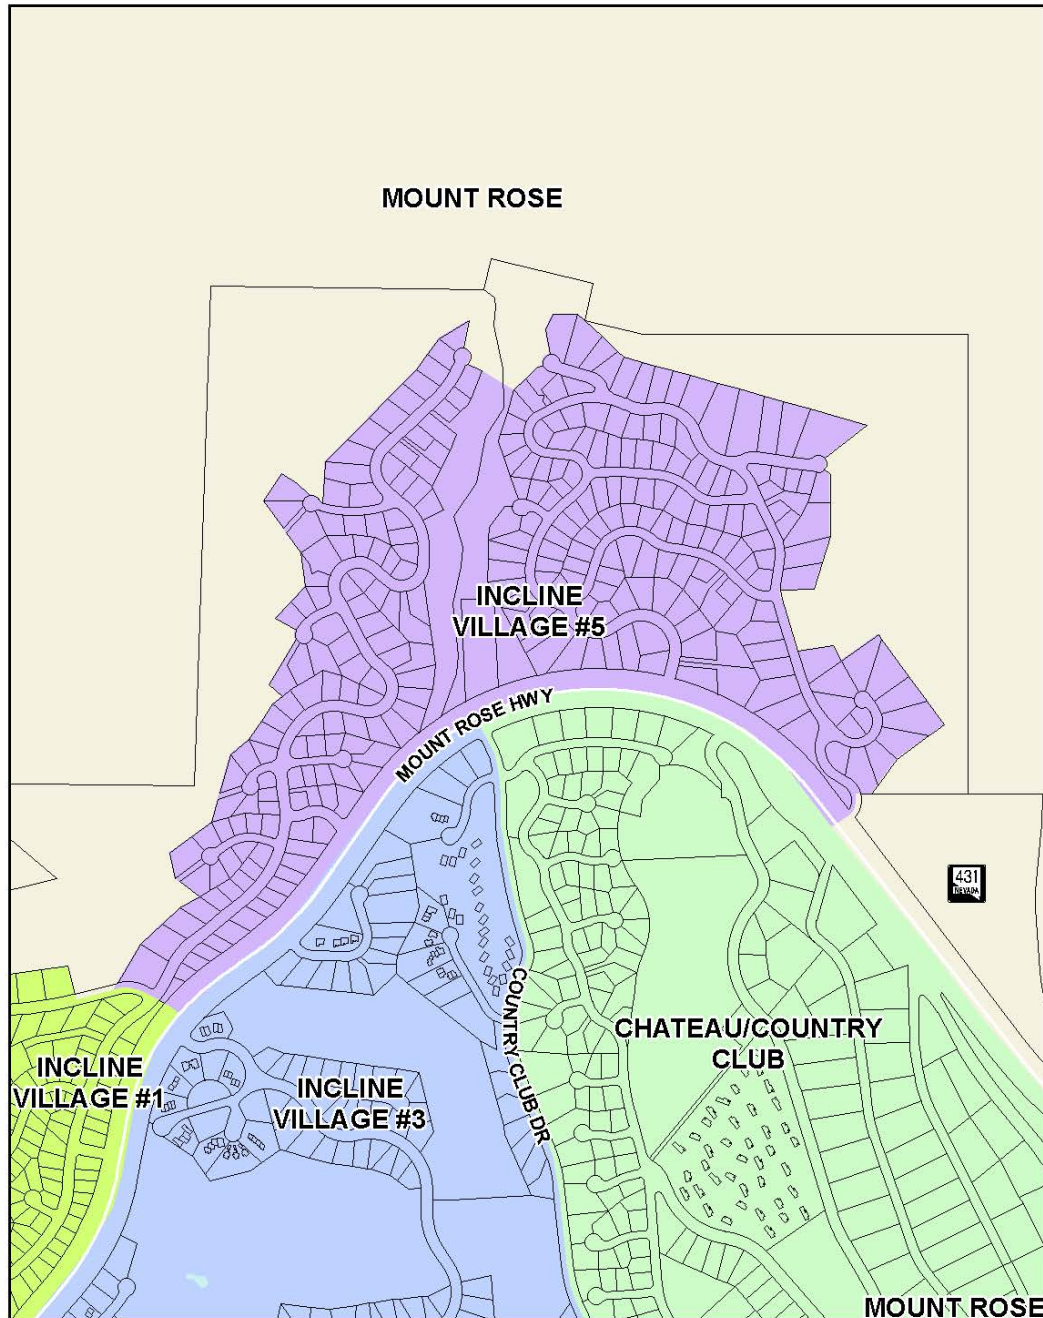 MOUNT ROSE
INCLINE
VILLAGE #5
MOUNT ROSE HWY
431
NEVADA
COUNTRY CLUB DR
CHATEAU/COUNTRY
CLUB
INCLINE
VILLAGE #1
INCLINE
VILLAGE #3
MOUNT ROSE